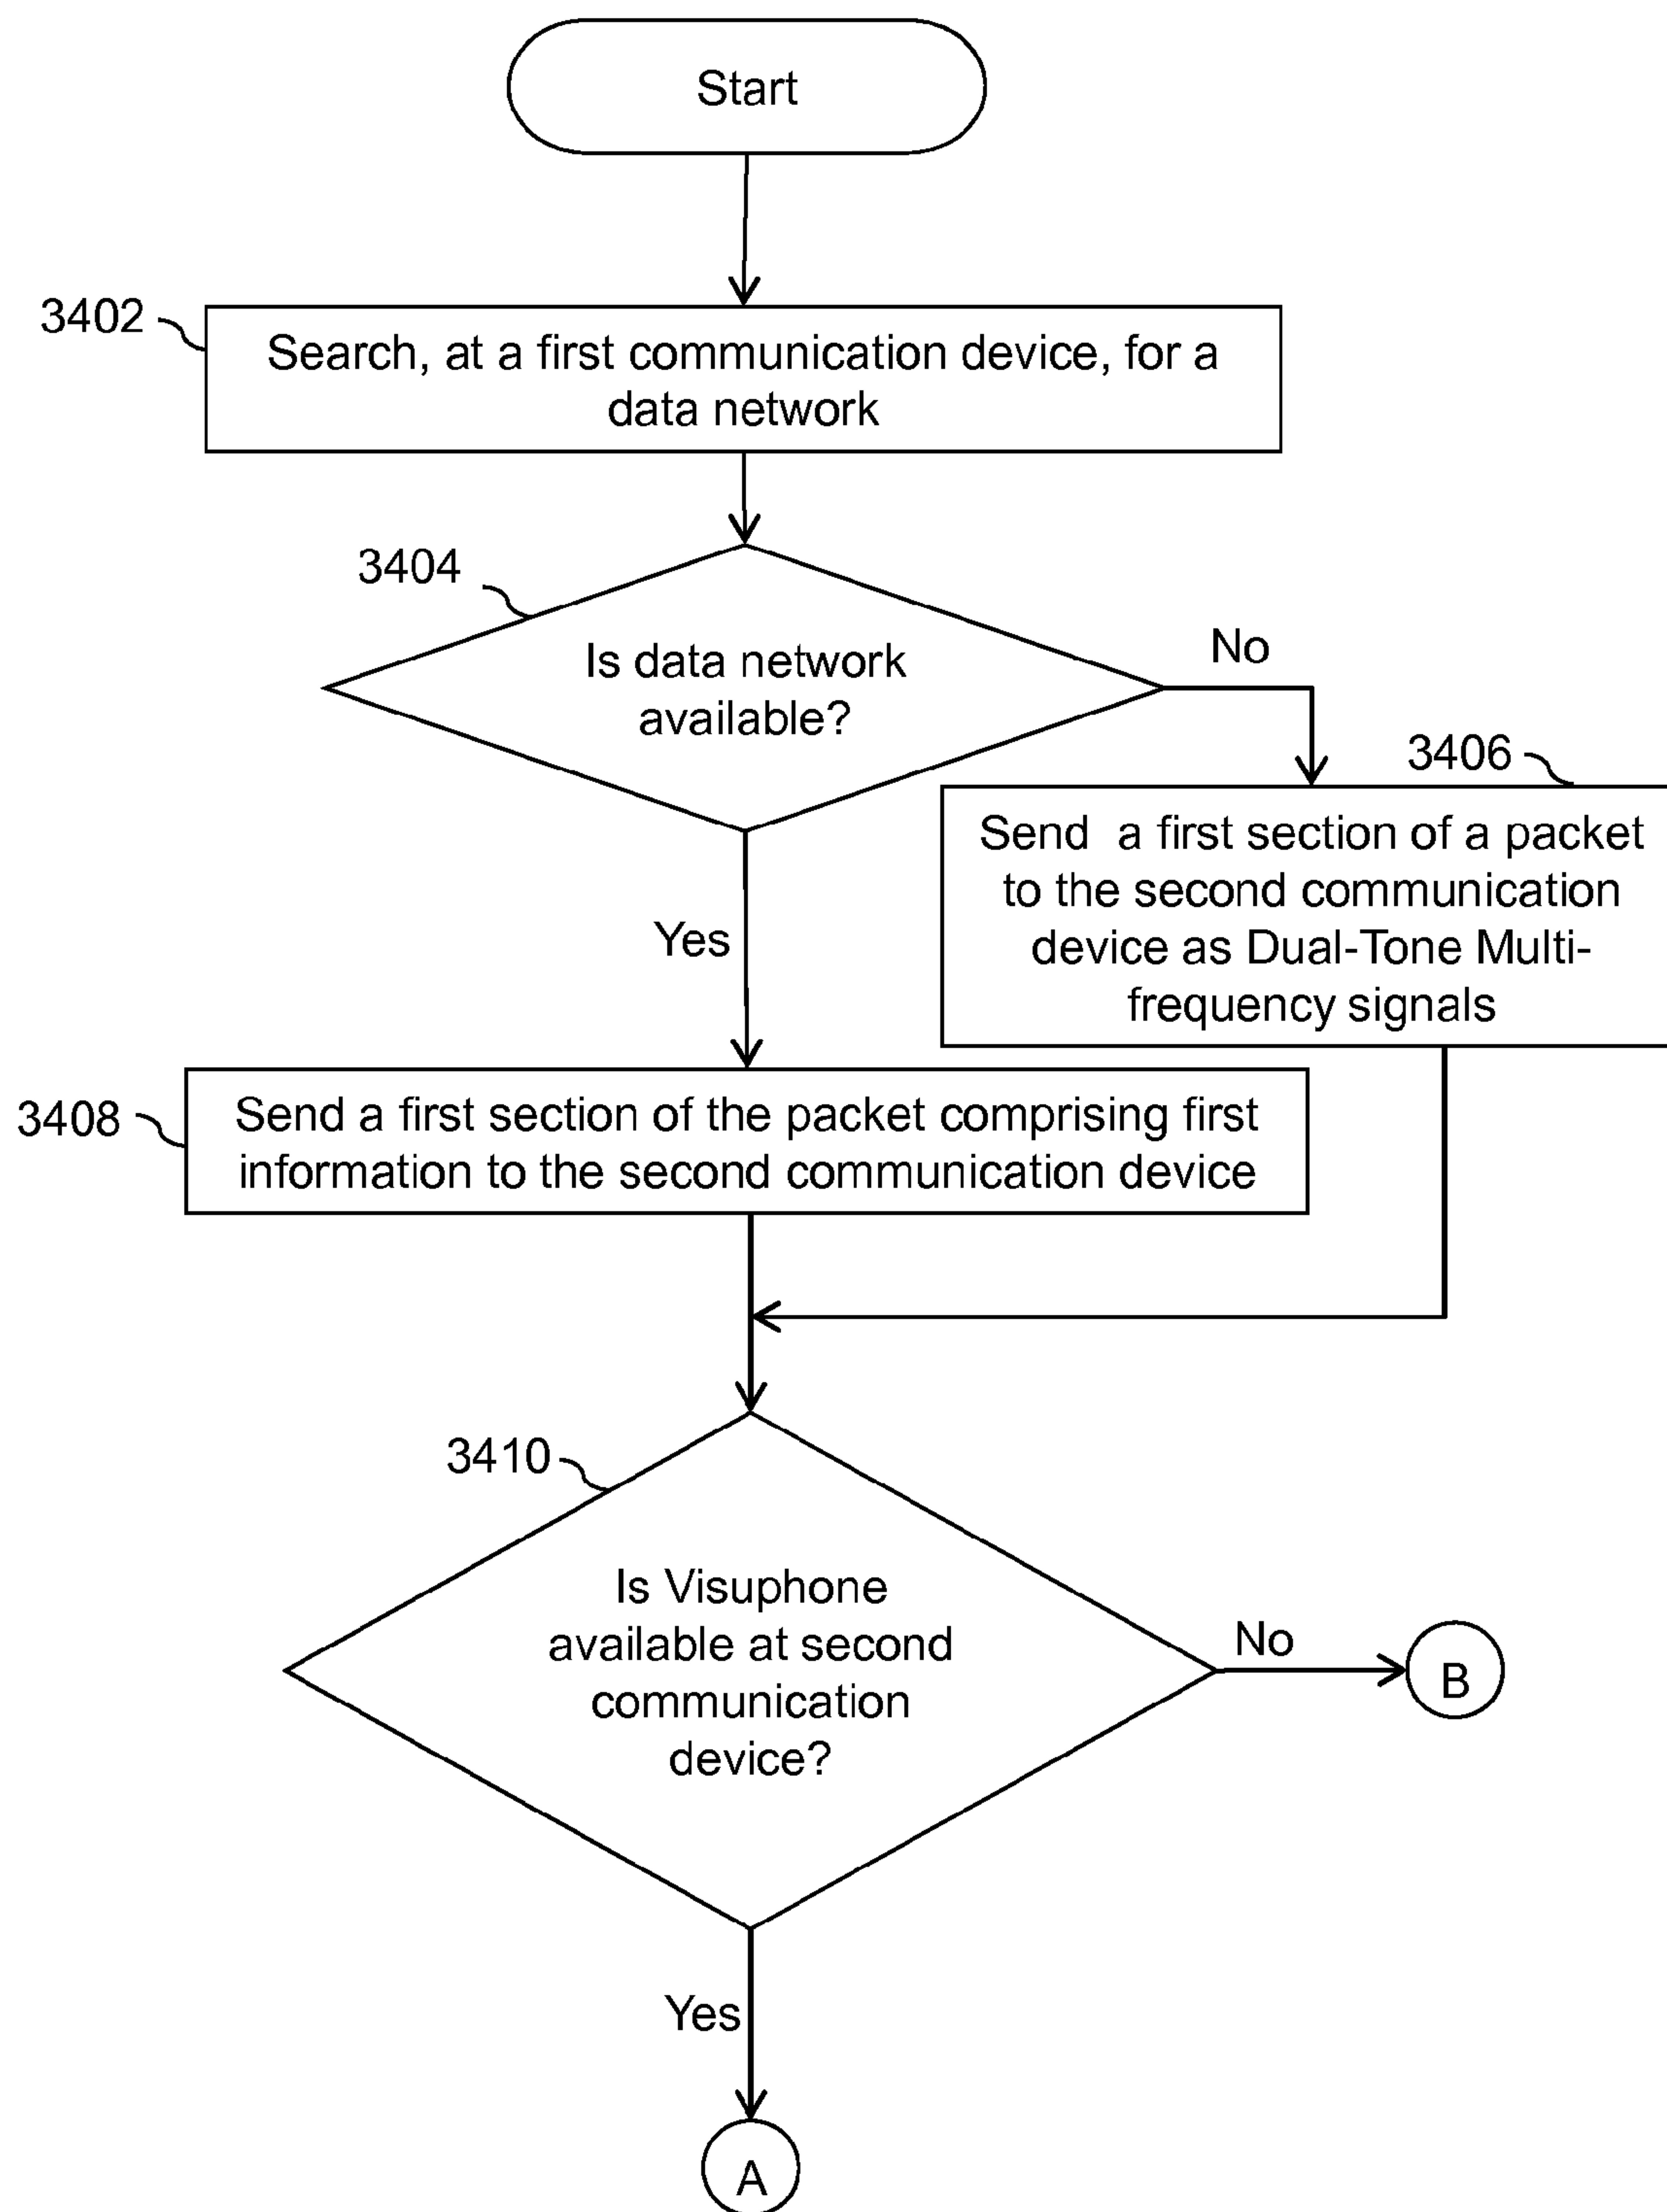 Start
3402
Search, at a first communication device, for a
data network
3404
Is data network
available?
No
3406
Send a first section of a packet
to the second communication
device as Dual-Tone Multi-
frequency signals
Yes
3408
Send a first section of the packet comprising first
information to the second communication device
3410
Is Visuphone
available at second
communication
device?
No
B
Yes
A